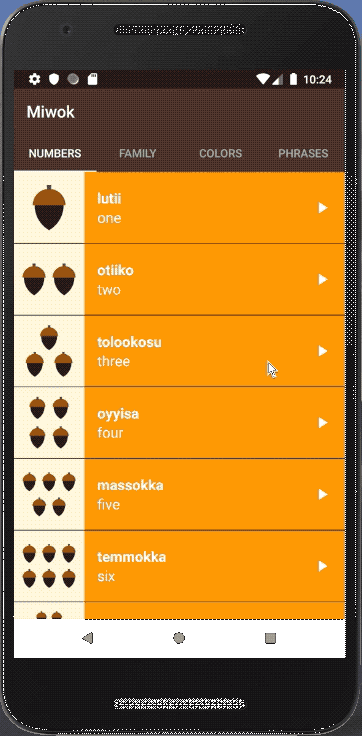 10:24
Miwok
NUMBERS FAMILY COLORS PHRASES
lutii
one
otiiko
two
tolookosu
three
oyyisa
four
massokka
five
temmokka
six